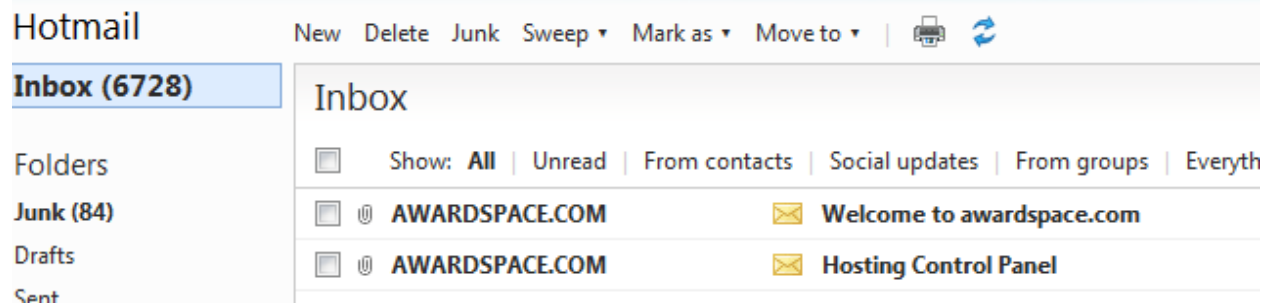 Hotmail
New Delete Junk Sweep Mark as Move to
Inbox (6728)
Inbox
Folders
Show: All | Unread | From contacts | Social updates | From groups |
Junk (84)
AWARDSPACE.COM Welcome to awardspace.com
Drafts
AWARDSPACE.COM Hosting Control Panel
Sent